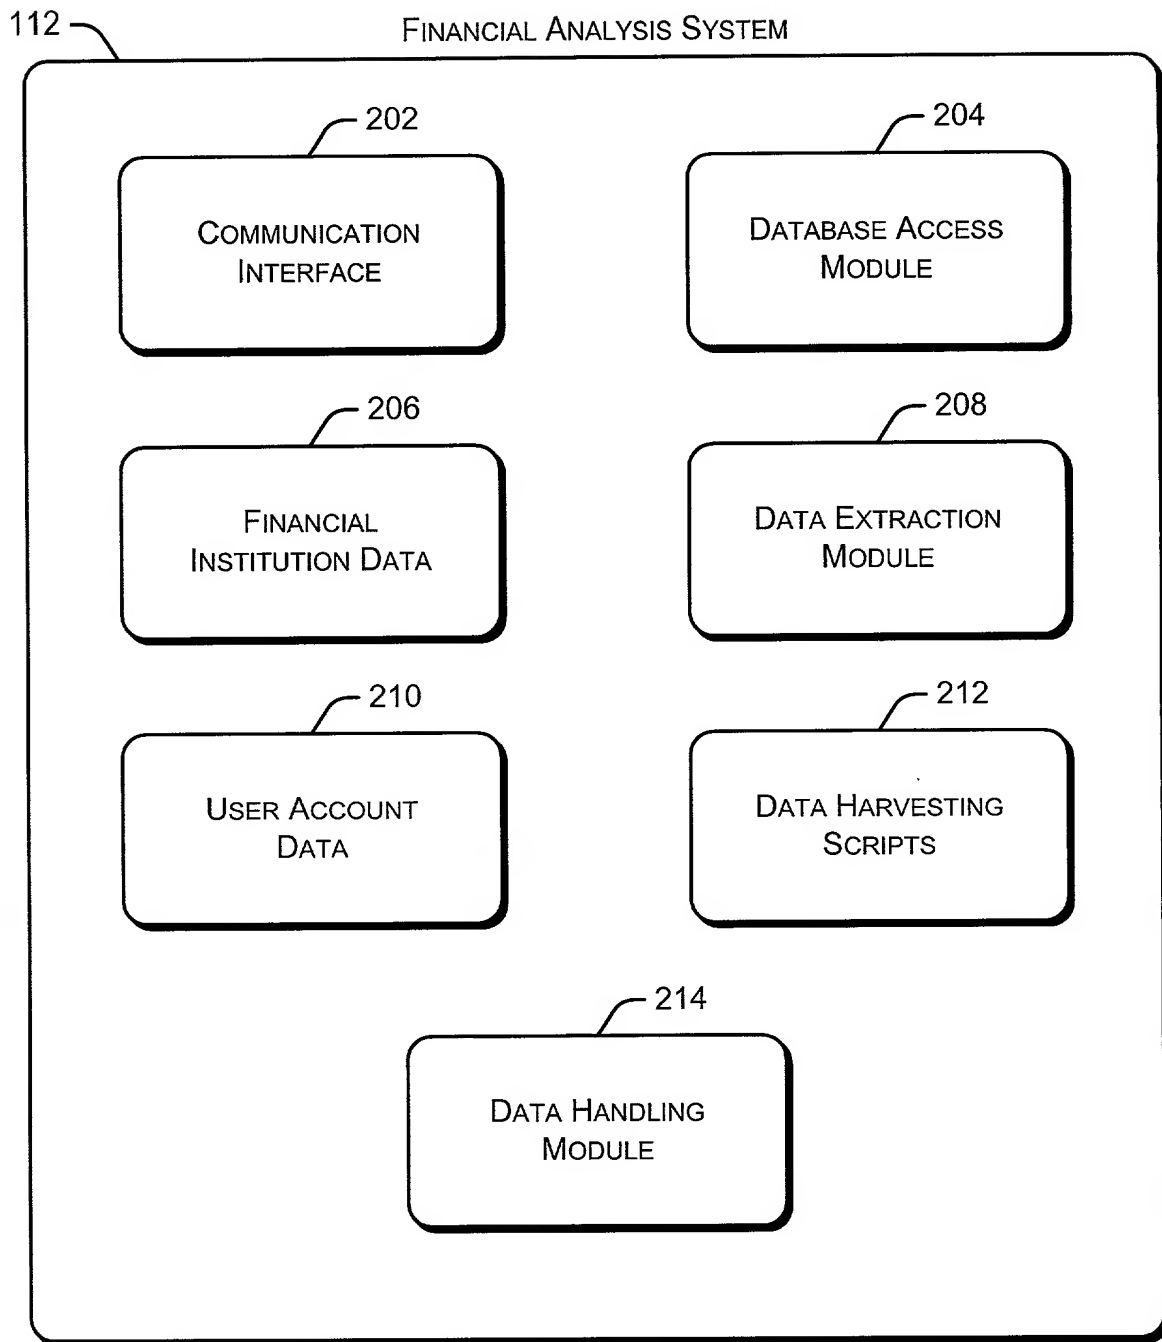 112
FINANCIAL ANALYSIS SYSTEM
202
COMMUNICATION
INTERFACE
204
DATABASE ACCESS
MODULE
206
FINANCIAL
INSTITUTION DATA
208
DATA EXTRACTION
MODULE
210
USER ACCOUNT
DATA
212
DATA HARVESTING
SCRIPTS
214
DATA HANDLING
MODULE